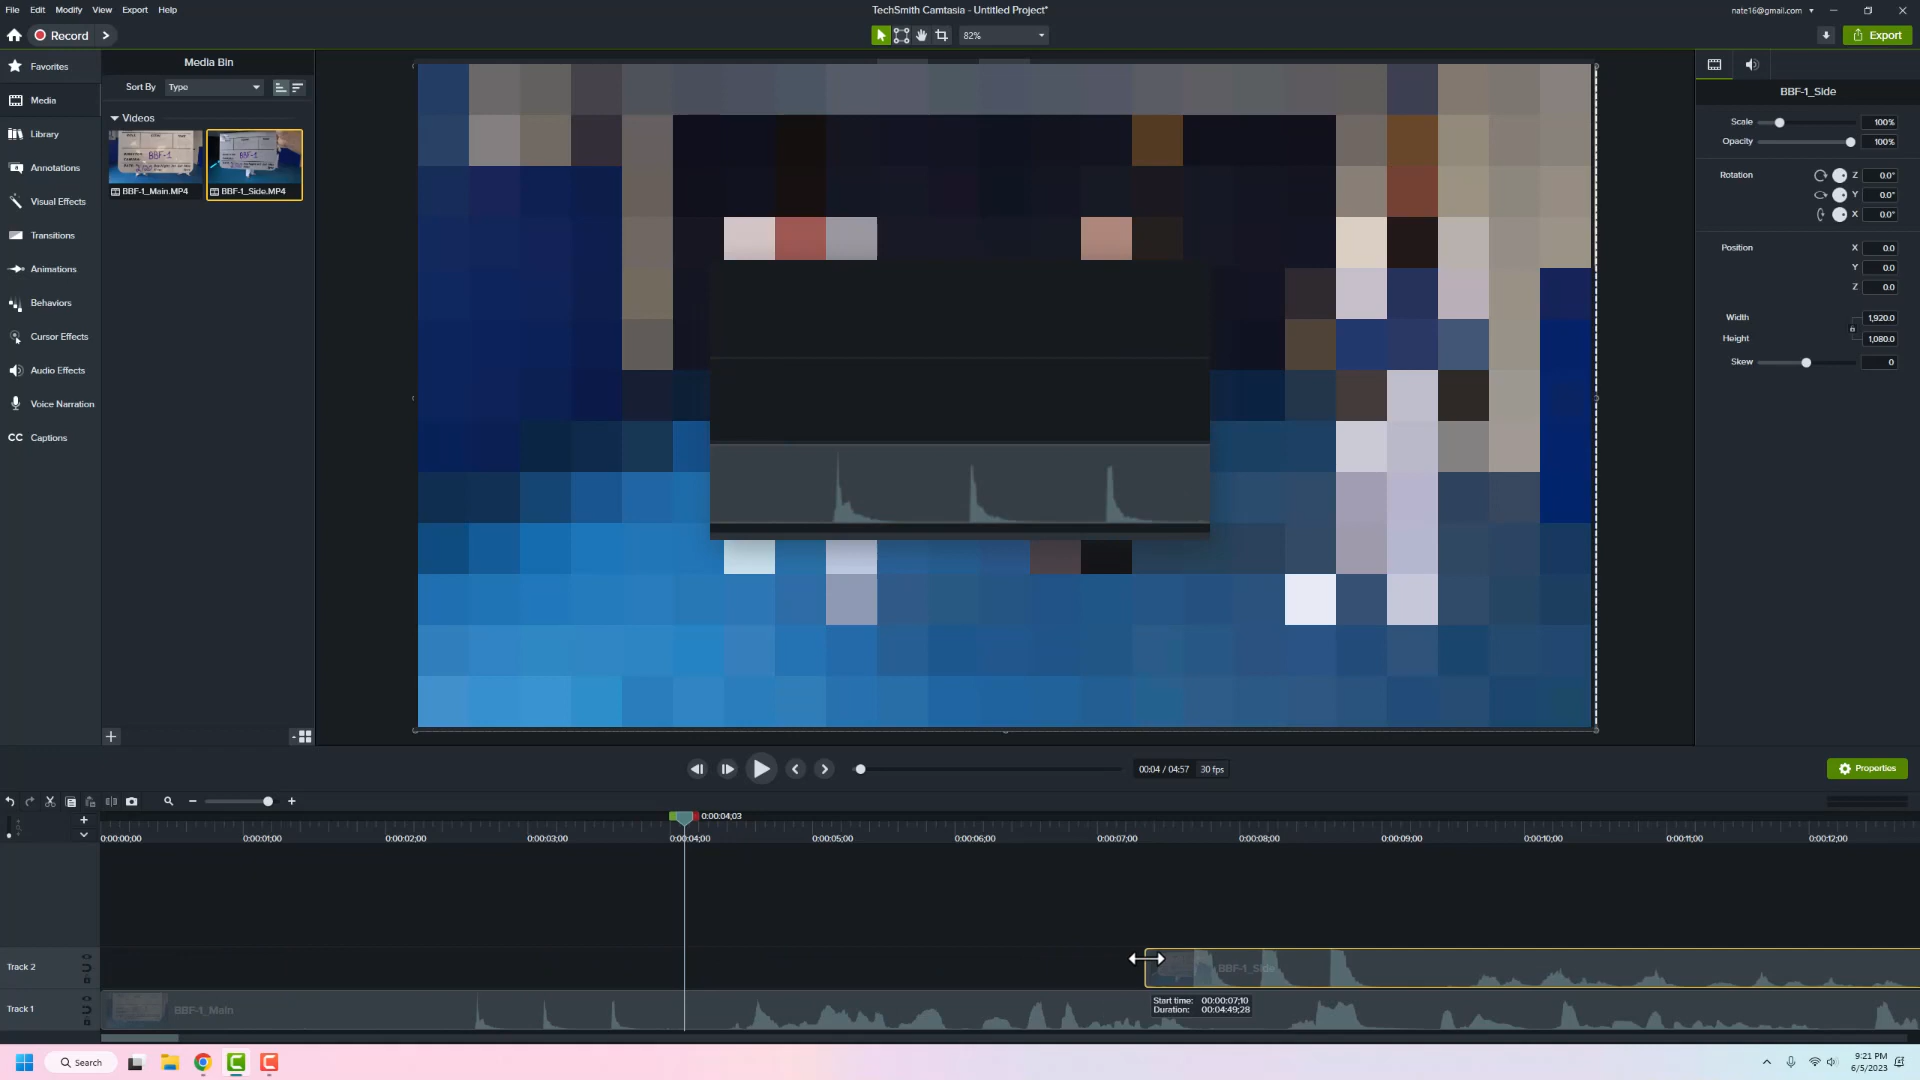 File Edit Modify View Export Help
TechSmith Camtasia - Untitled Project*
nate16@gmail.com
Record
82%
Export
Favorites
Media
Library
Annotations
Visual Effects
Transitions
Animations
Behaviors
Cursor Effects
Audio Effects
Voice Narration
CC Captions
Media Bin
Sort By Type
Videos
BBF-1
BBF-1
BBF-1_Main.MP4
BBF-1_Side.MP4
BBF-1_Side
Scale 100%
Opacity 100%
Rotation Z 0.0°
Y 0.0°
X 0.0°
Position X 0.0
Y 0.0
Z 0.0
Width 1,920.0
Height 1,080.0
Skew 0
00:04 / 04:57 30 fps
Properties
0:00:04;03
0:00:00;00 0:00:01;00 0:00:02;00 0:00:03;00 0:00:04;00 0:00:05;00 0:00:06;00 0:00:07;00 0:00:08;00 0:00:09;00 0:00:10;00 0:00:11;00 0:00:12;00
Track 2
BBF-1_Side
Track 1
BBF-1_Main
Start time: 00:00:07;10
Duration: 00:04:49;28
Search
9:21 PM
6/5/2023